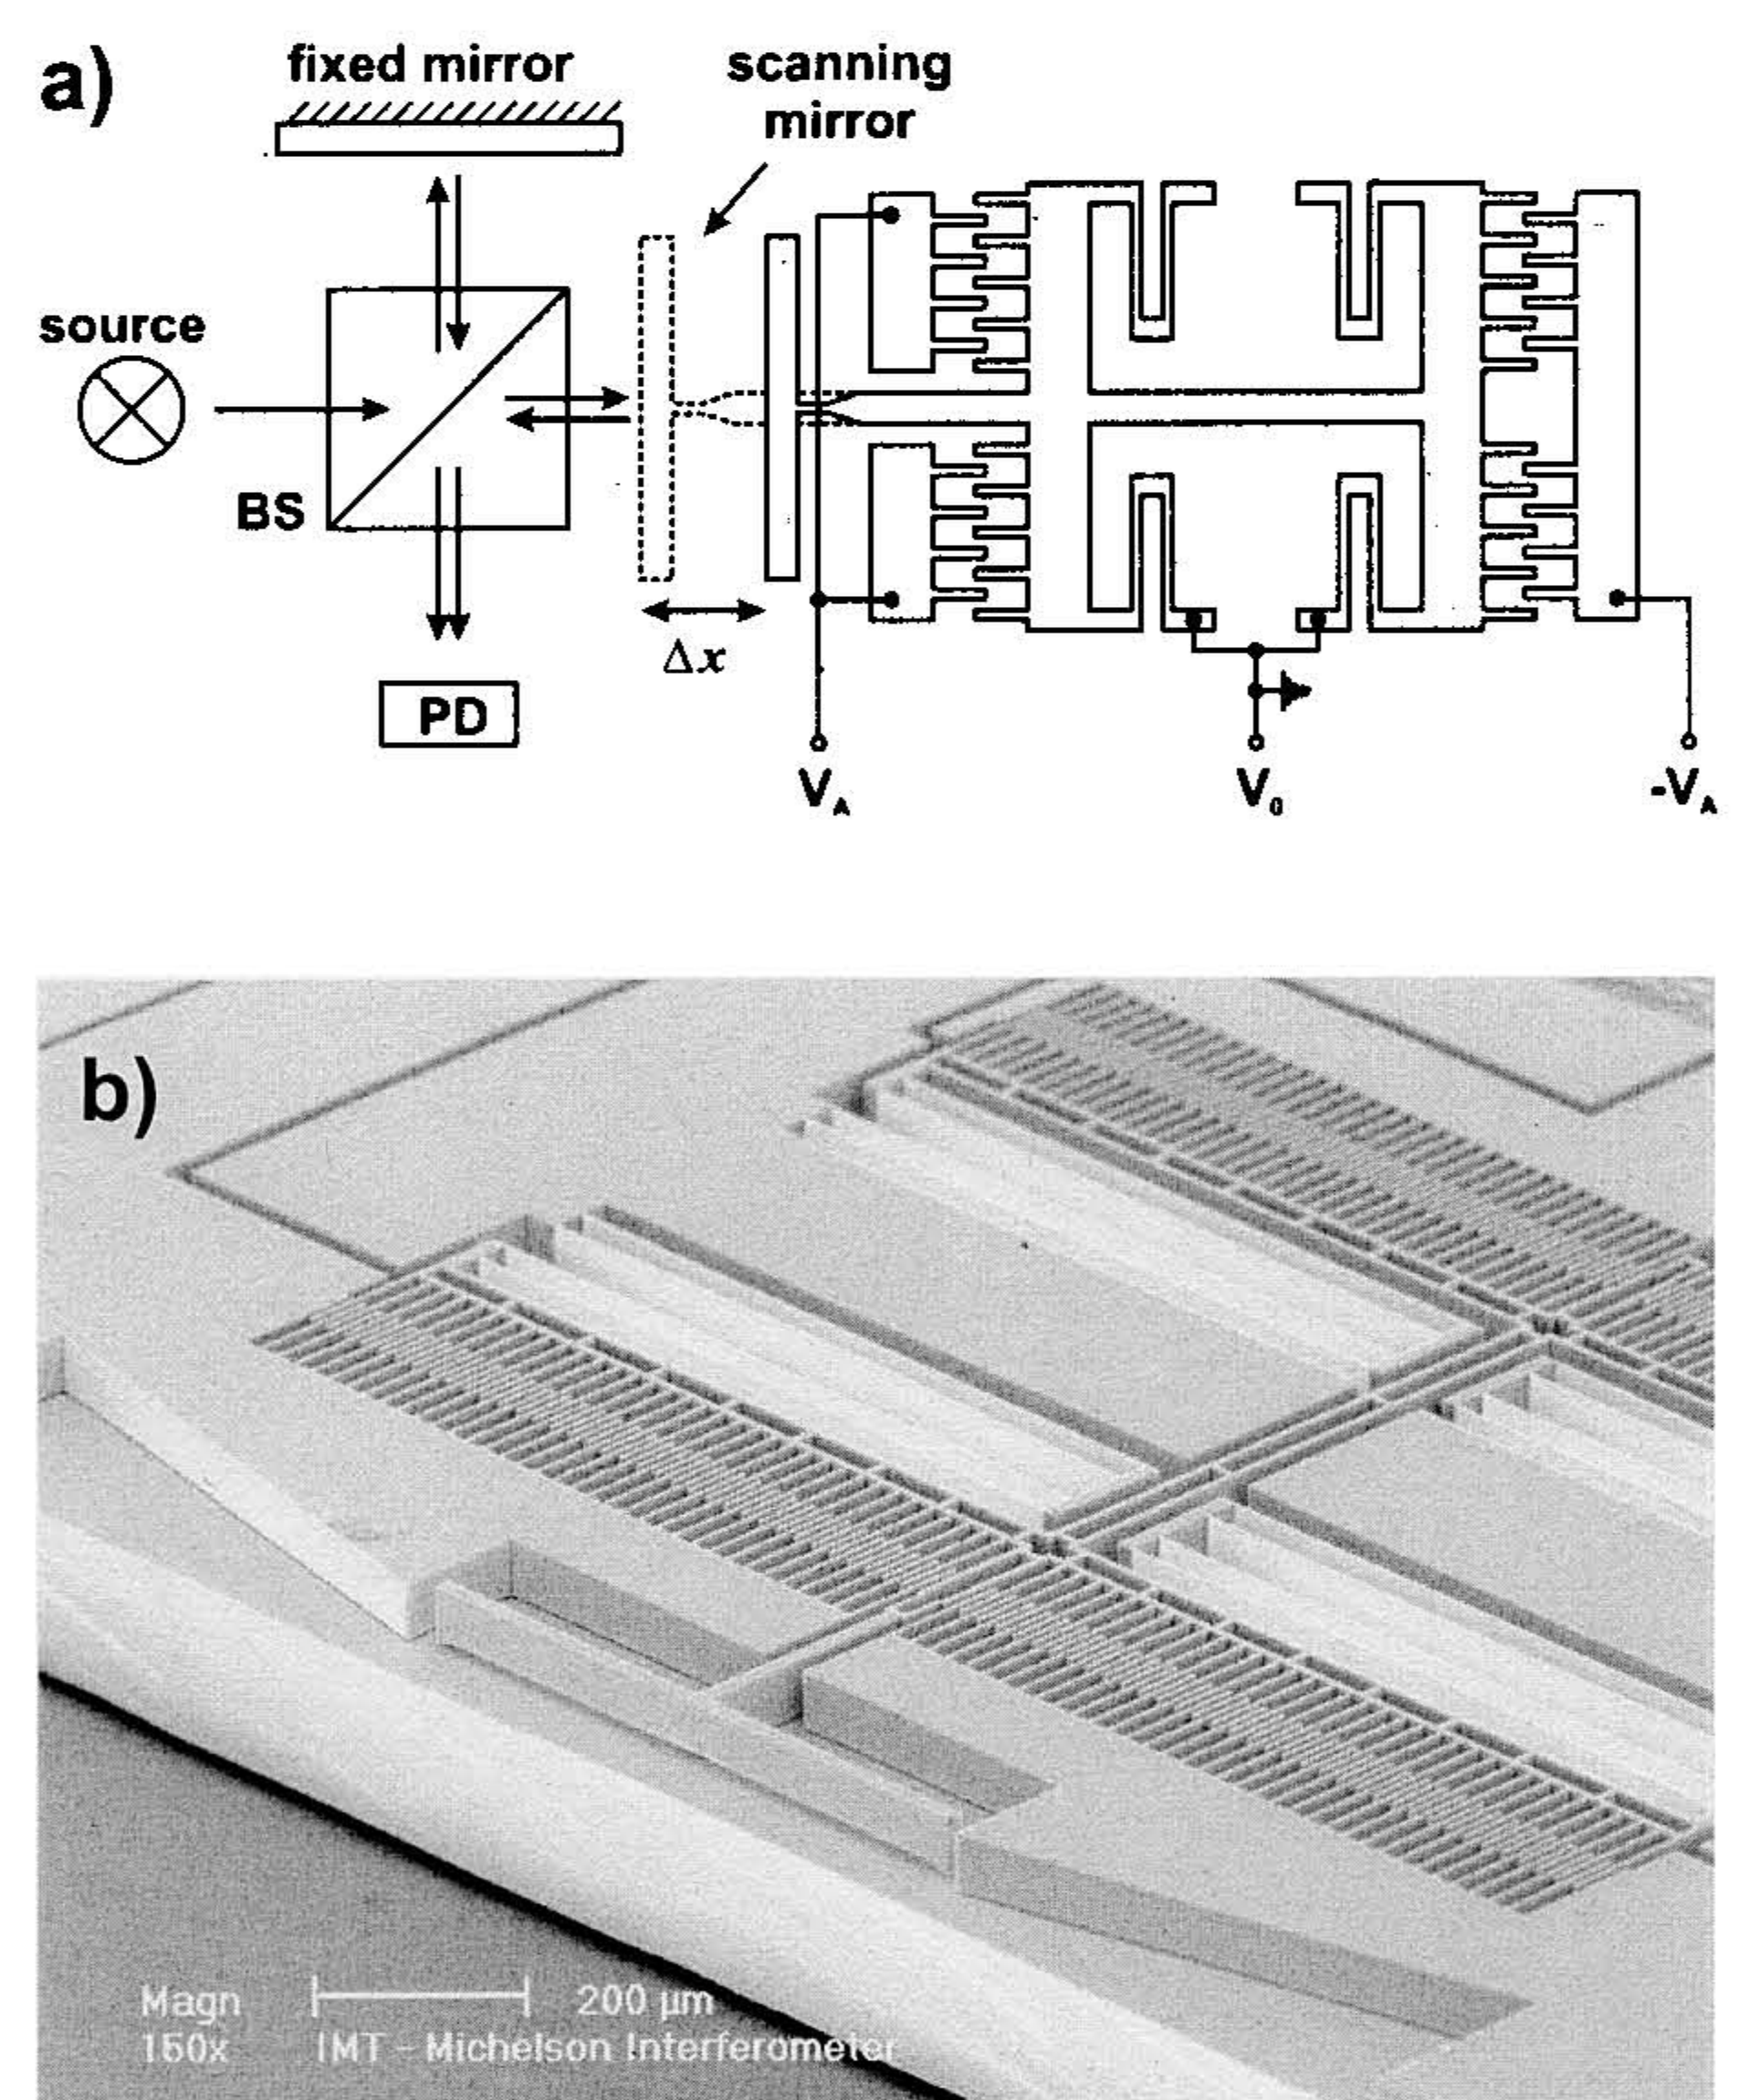 a)
fixed mirror
scanning
mirror
source
BS
Δx
PD
V_A
V_0
-V_A
b)
Magn
150x
200 µm
IMT - Michelson Interferometer